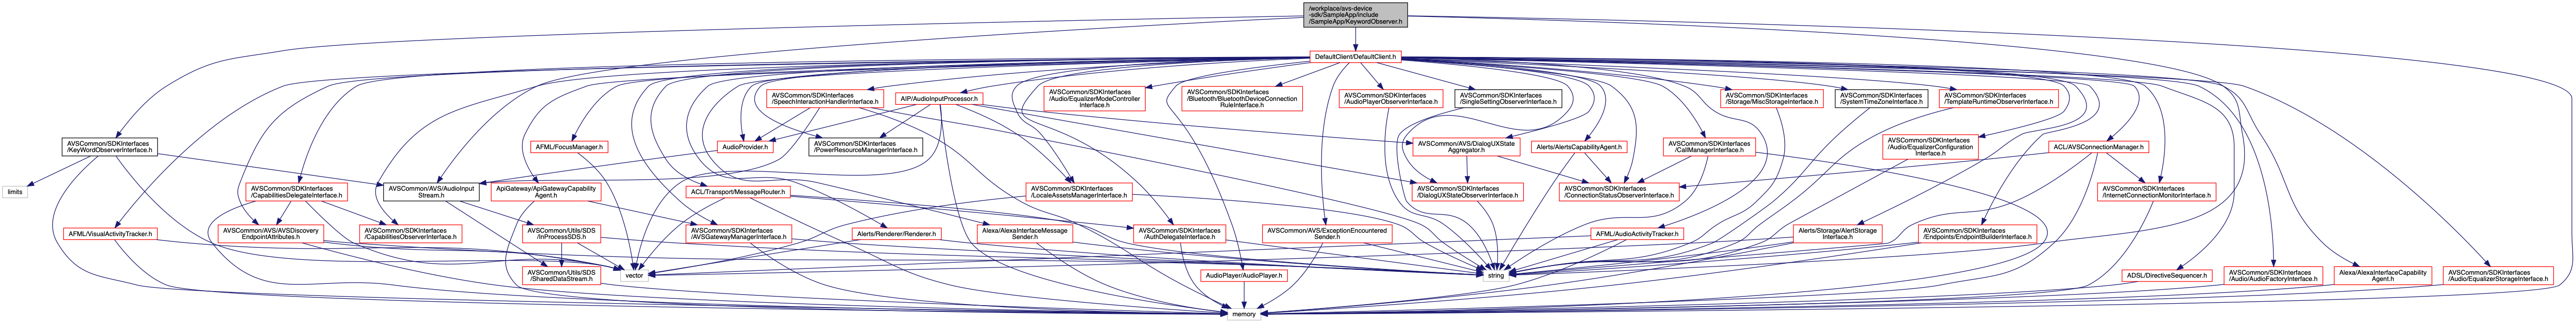 /workplace/avs-device
-sdk/SampleApp/include
/SampleApp/KeywordObserver.h
DefaultClient/DefaultClient.h
AVSCommon/SDKInterfaces
/SpeechInteractionHandlerInterface.h
AIP/AudioInputProcessor.h
AVSCommon/SDKInterfaces
/Audio/EqualizerModeController
Interface.h
AVSCommon/SDKInterfaces
/Bluetooth/BluetoothDeviceConnection
RuleInterface.h
AVSCommon/SDKInterfaces
/AudioPlayerObserverInterface.h
AVSCommon/SDKInterfaces
/SingleSettingObserverInterface.h
AVSCommon/SDKInterfaces
/Storage/MiscStorageInterface.h
AVSCommon/SDKInterfaces
/SystemTimeZoneInterface.h
AVSCommon/SDKInterfaces
/TemplateRuntimeObserverInterface.h
AVSCommon/SDKInterfaces
/KeyWordObserverInterface.h
AFML/FocusManager.h
AudioProvider.h
AVSCommon/SDKInterfaces
/PowerResourceManagerInterface.h
AVSCommon/AVS/DialogUXState
Aggregator.h
Alerts/AlertsCapabilityAgent.h
AVSCommon/SDKInterfaces
/CallManagerInterface.h
AVSCommon/SDKInterfaces
/Audio/EqualizerConfiguration
Interface.h
ACL/AVSConnectionManager.h
limits
AVSCommon/SDKInterfaces
/CapabilitiesDelegateInterface.h
AVSCommon/AVS/AudioInput
Stream.h
ApiGateway/ApiGatewayCapability
Agent.h
ACL/Transport/MessageRouter.h
AVSCommon/SDKInterfaces
/LocaleAssetsManagerInterface.h
AVSCommon/SDKInterfaces
/DialogUXStateObserverInterface.h
AVSCommon/SDKInterfaces
/ConnectionStatusObserverInterface.h
AVSCommon/SDKInterfaces
/InternetConnectionMonitorInterface.h
AFML/VisualActivityTracker.h
AVSCommon/AVS/AVSDiscovery
EndpointAttributes.h
AVSCommon/SDKInterfaces
/CapabilitiesObserverInterface.h
AVSCommon/Utils/SDS
/InProcessSDS.h
AVSCommon/SDKInterfaces
/AVSGatewayManagerInterface.h
Alerts/Renderer/Renderer.h
Alexa/AlexaInterfaceMessage
Sender.h
AVSCommon/SDKInterfaces
/AuthDelegateInterface.h
AVSCommon/AVS/ExceptionEncountered
Sender.h
AFML/AudioActivityTracker.h
Alerts/Storage/AlertStorage
Interface.h
AVSCommon/SDKInterfaces
/Endpoints/EndpointBuilderInterface.h
AVSCommon/Utils/SDS
/SharedDataStream.h
vector
AudioPlayer/AudioPlayer.h
string
ADSL/DirectiveSequencer.h
AVSCommon/SDKInterfaces
/Audio/AudioFactoryInterface.h
Alexa/AlexaInterfaceCapability
Agent.h
AVSCommon/SDKInterfaces
/Audio/EqualizerStorageInterface.h
memory